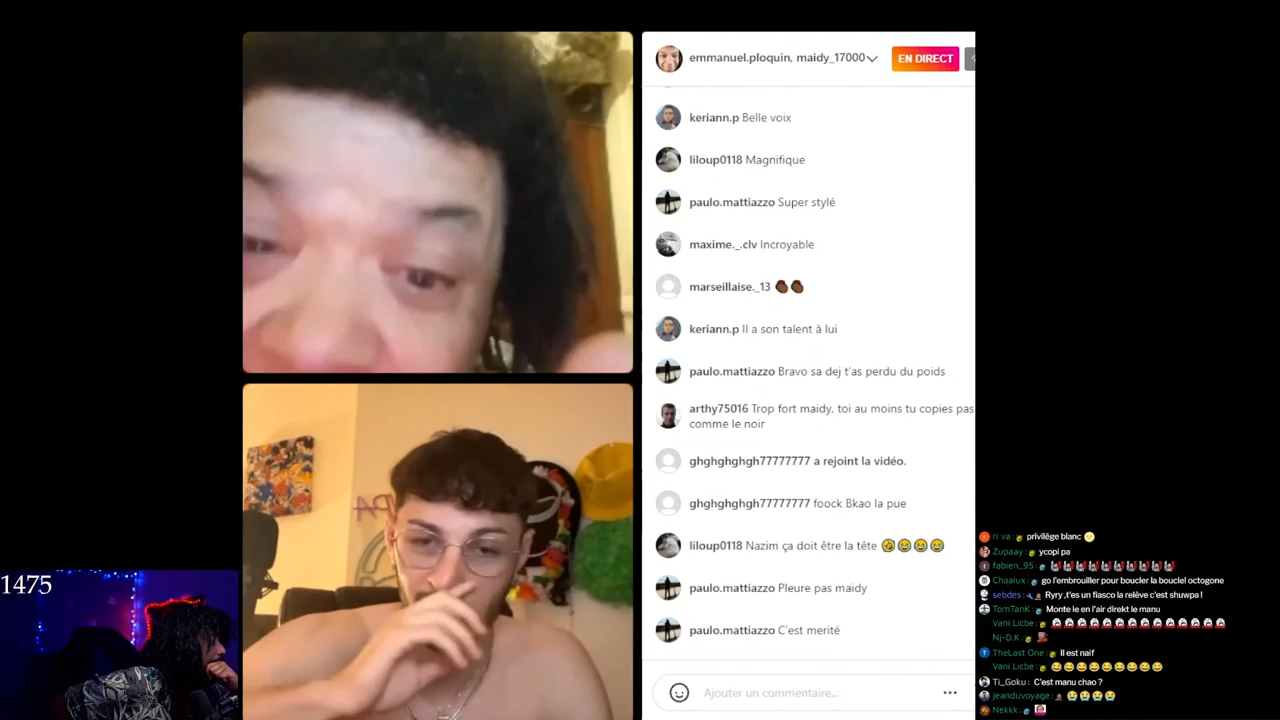 emmanuel.ploquin, maidy_17000
EN DIRECT
keriann.p Belle voix
liloup0118 Magnifique
paulo.mattiazzo Super stylé
maxime._.clv Incroyable
marseillaise._13
keriann.p Il a son talent à lui
paulo.mattiazzo Bravo sa dej t'as perdu du poids
arthy75016 Trop fort maidy, toi au moins tu copies pas
comme le noir
ghghghghgh77777777 a rejoint la vidéo.
ghghghghgh77777777 foock Bkao la pue
liloup0118 Nazim ça doit être la tête 🤣😂😂😂
paulo.mattiazzo Pleure pas maidy
paulo.mattiazzo C'est merité
Ajouter un commentaire...
1475
ri va : privilège blanc
Zupaay : ycopi pa
fabien_95 :
Chaalux : go l'embrouiller pour boucler la boucle! octogone
sebdes : Ryry ,t'es un fiasco la relève c'est shuwpa !
TomTanK : Monte le en l'air direkt le manu
Vani Licbe :
Nj-D.K :
TheLast One : Il est naif
Vani Licbe : 😂😂😂😂😂😂😂😂😂
Ti_Goku : C'est manu chao ?
jeanduvoyage : 😭😭😭😭
Nekkk :